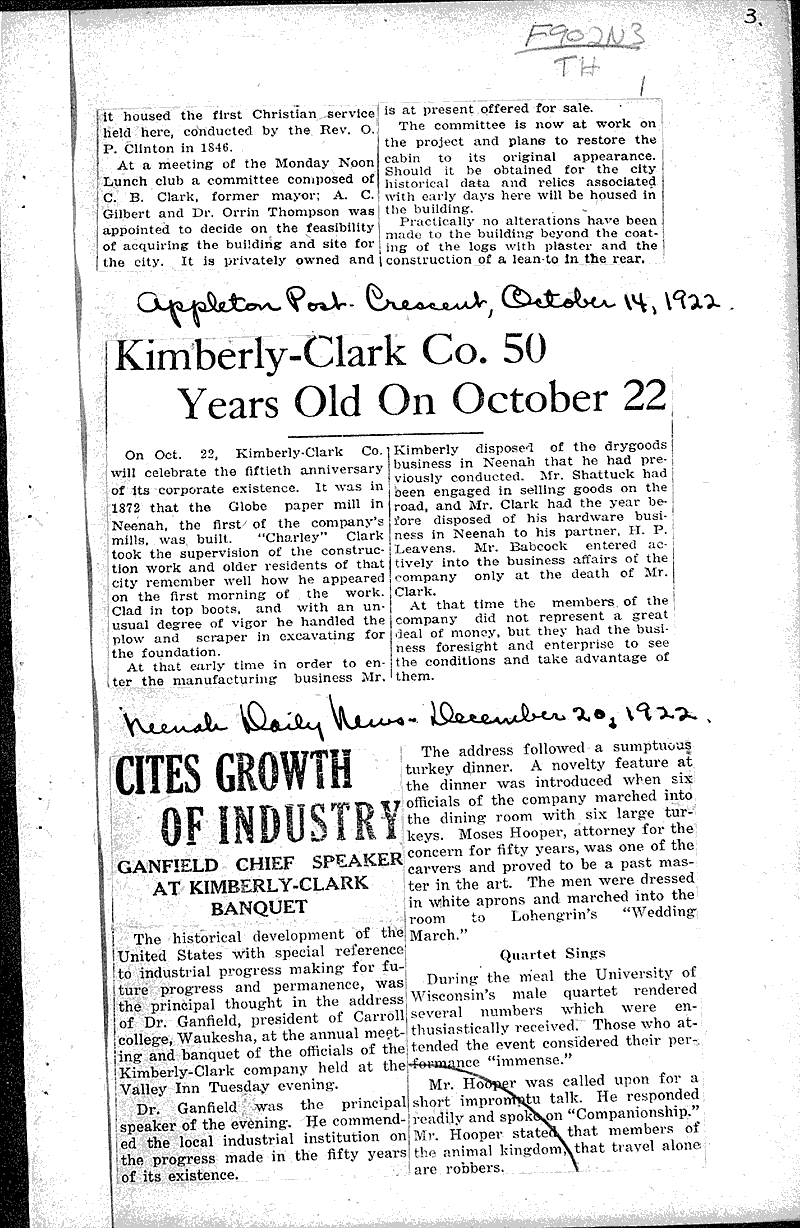 3.
F902N3
TH
1
it housed the first Christian service
held here, conducted by the Rev. O.
P. Clinton in 1846.
At a meeting of the Monday Noon
Lunch club a committee composed of
C. B. Clark, former mayor; A. C.
Gilbert and Dr. Orrin Thompson was
appointed to decide on the feasibility
of acquiring the building and site for
the city. It is privately owned and
is at present offered for sale.
The committee is now at work on
the project and plans to restore the
cabin to its original appearance.
Should it be obtained for the city
historical data and relics associated
with early days here will be housed in
the building.
Practically no alterations have been
made to the building beyond the coat-
ing of the logs with plaster and the
construction of a lean-to in the rear.
Appleton Post-Crescent, October 14, 1922.
Kimberly-Clark Co. 50
Years Old On October 22
On Oct. 22, Kimberly-Clark Co.
will celebrate the fiftieth anniversary
of its corporate existence. It was in
1872 that the Globe paper mill in
Neenah, the first of the company's
mills, was built. "Charley" Clark
took the supervision of the construc-
tion work and older residents of that
city remember well how he appeared
on the first morning of the work.
Clad in top boots, and with an un-
usual degree of vigor he handled the
plow and scraper in excavating for
the foundation.
At that early time in order to en-
ter the manufacturing business Mr.
Kimberly disposed of the drygoods
business in Neenah that he had pre-
viously conducted. Mr. Shattuck had
been engaged in selling goods on the
road, and Mr. Clark had the year be-
fore disposed of his hardware busi-
ness in Neenah to his partner, H. P.
Leavens. Mr. Babcock entered ac-
tively into the business affairs of the
company only at the death of Mr.
Clark.
At that time the members of the
company did not represent a great
deal of money, but they had the busi-
ness foresight and enterprise to see
the conditions and take advantage of
them.
Neenah Daily News - December 20, 1922.
CITES GROWTH
OF INDUSTRY
GANFIELD CHIEF SPEAKER
AT KIMBERLY-CLARK
BANQUET
The historical development of the
United States with special reference
to industrial progress making for fu-
ture progress and permanence, was
the principal thought in the address
of Dr. Ganfield, president of Carroll
college, Waukesha, at the annual meet-
ing and banquet of the officials of the
Kimberly-Clark company held at the
Valley Inn Tuesday evening.
Dr. Ganfield was the principal
speaker of the evening. He commend-
ed the local industrial institution on
the progress made in the fifty years
of its existence.
The address followed a sumptuous
turkey dinner. A novelty feature at
the dinner was introduced when six
officials of the company marched into
the dining room with six large tur-
keys. Moses Hooper, attorney for the
concern for fifty years, was one of the
carvers and proved to be a past mas-
ter in the art. The men were dressed
in white aprons and marched into the
room to Lohengrin's "Wedding
March."
Quartet Sings
During the meal the University of
Wisconsin's male quartet rendered
several numbers which were en-
thusiastically received. Those who at-
tended the event considered their per-
formance "immense."
Mr. Hooper was called upon for a
short impromptu talk. He responded
readily and spoke on "Companionship."
Mr. Hooper stated that members of
the animal kingdom, that travel alone
are robbers.